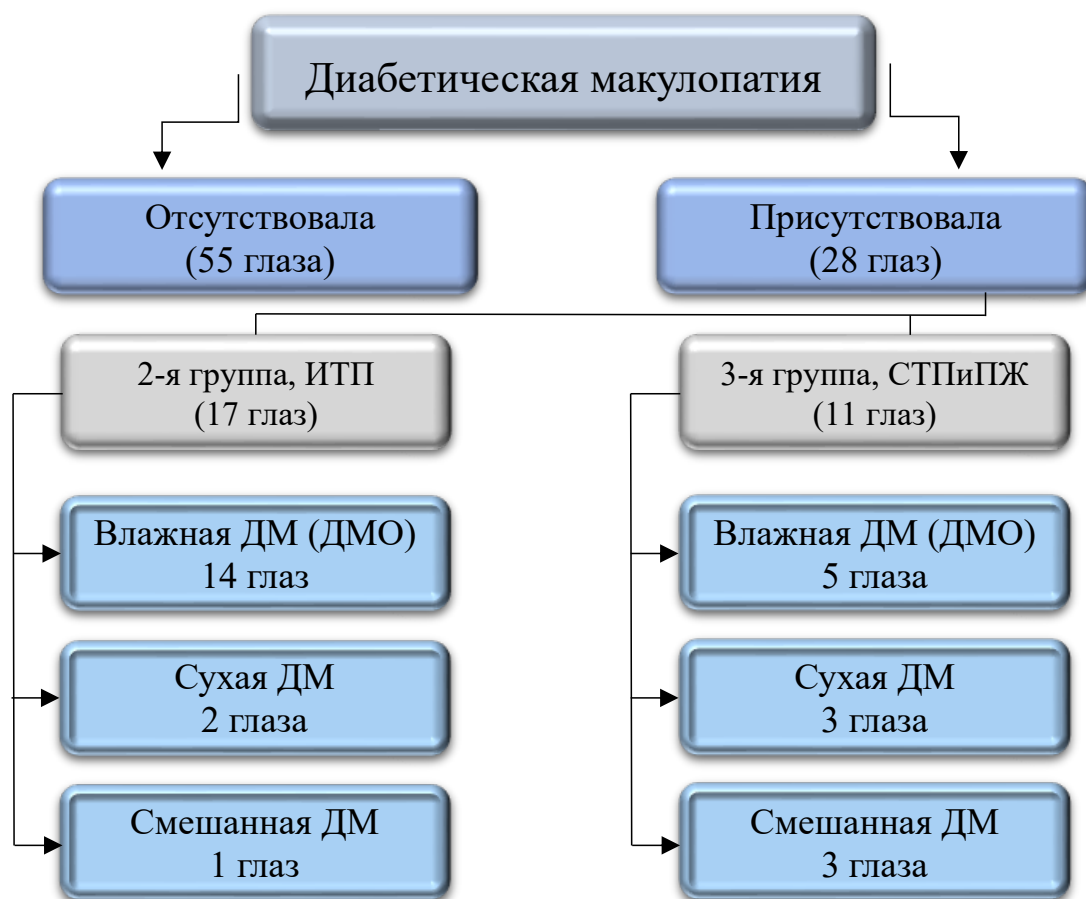 Диабетическая макулопатия
Отсутствовала
(55 глаза)
Присутствовала
(28 глаз)
2-я группа, ИТП
(17 глаз)
3-я группа, СТПиПЖ
(11 глаз)
Влажная ДМ (ДМО)
14 глаз
Влажная ДМ (ДМО)
5 глаза
Сухая ДМ
2 глаза
Сухая ДМ
3 глаза
Смешанная ДМ
1 глаз
Смешанная ДМ
3 глаза